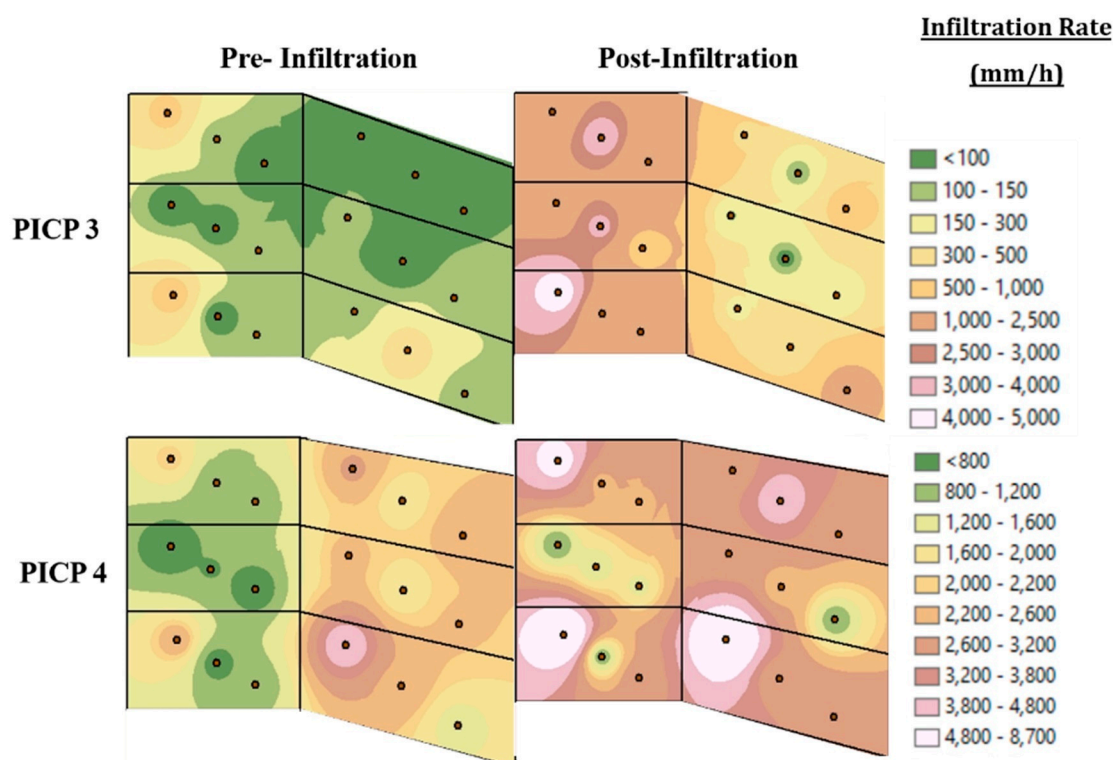 Infiltration Rate
(mm/h)
Pre- Infiltration
Post-Infiltration
PICP 3
<100
100 - 150
150 - 300
300 - 500
500 - 1,000
1,000 - 2,500
2,500 - 3,000
3,000 - 4,000
4,000 - 5,000
PICP 4
<800
800 - 1,200
1,200 - 1,600
1,600 - 2,000
2,000 - 2,200
2,200 - 2,600
2,600 - 3,200
3,200 - 3,800
3,800 - 4,800
4,800 - 8,700